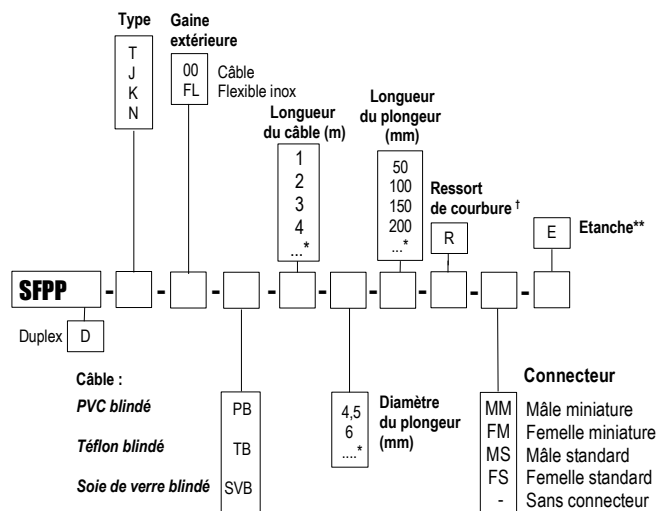 Type
T
J
K
N
Gaine
extérieure
00 Câble
FL Flexible inox
Longueur
du câble (m)
1
2
3
4
...*
Longueur
du plongeur
(mm)
50
100
150
200
...*
Ressort
de courbure †
R
E Etanche**
SFPP - - - - - - - -
Duplex D
Câble :
PVC blindé PB
Téflon blindé TB
Soie de verre blindé SVB
4,5
6
....*
Diamètre
du plongeur
(mm)
Connecteur
MM Mâle miniature
FM Femelle miniature
MS Mâle standard
FS Femelle standard
- Sans connecteur